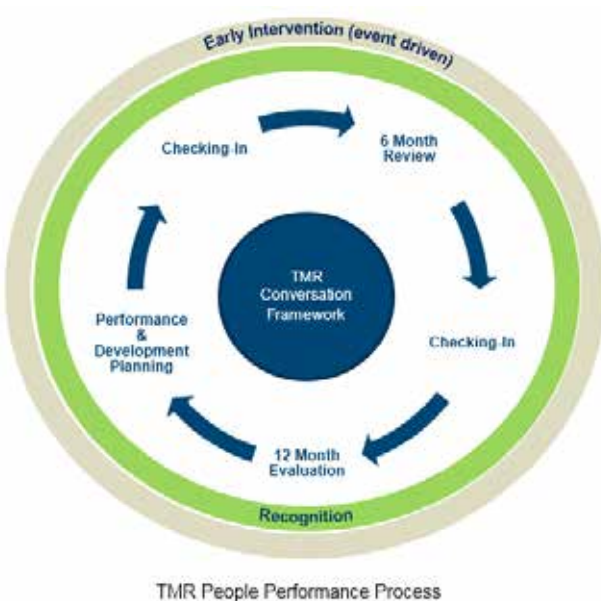 Early Intervention (event driven)
Checking-In
6 Month
Review
TMR
Conversation
Framework
Performance
&
Development
Planning
Checking-In
12 Month
Evaluation
Recognition
TMR People Performance Process